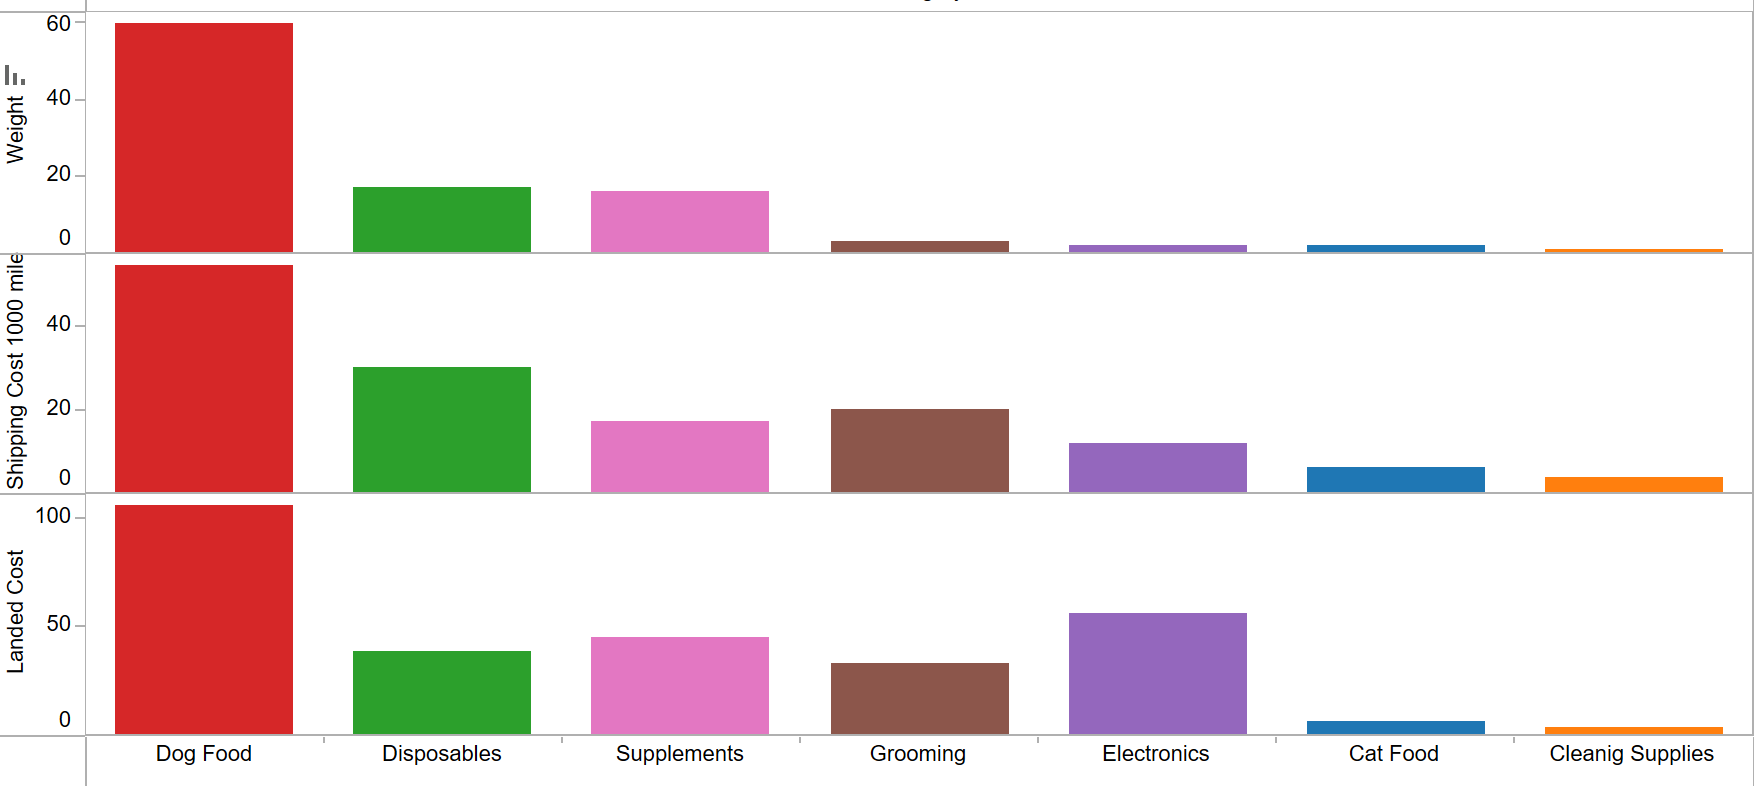 60
40
20
0
Weight
40
20
0
Shipping Cost 1000 mile
100
50
0
Landed Cost
Dog Food
Disposables
Supplements
Grooming
Electronics
Cat Food
Cleanig Supplies